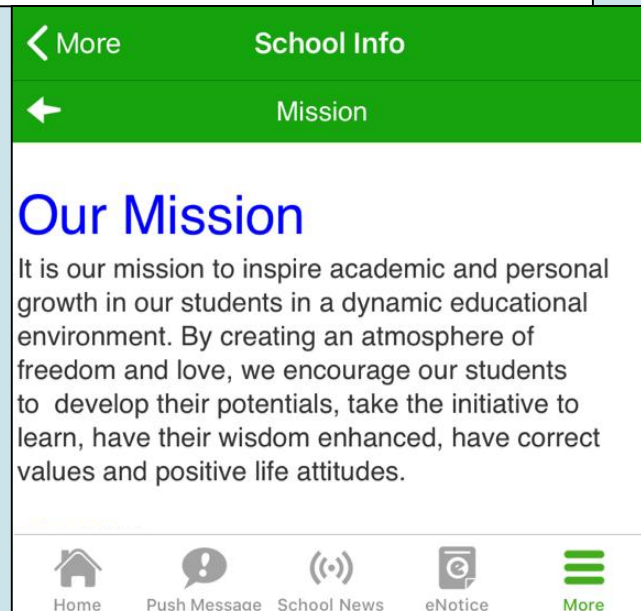 More School Info
Mission
Our Mission
It is our mission to inspire academic and personal
growth in our students in a dynamic educational
environment. By creating an atmosphere of
freedom and love, we encourage our students
to  develop their potentials, take the initiative to
learn, have their wisdom enhanced, have correct
values and positive life attitudes.
Home Push Message School News eNotice More